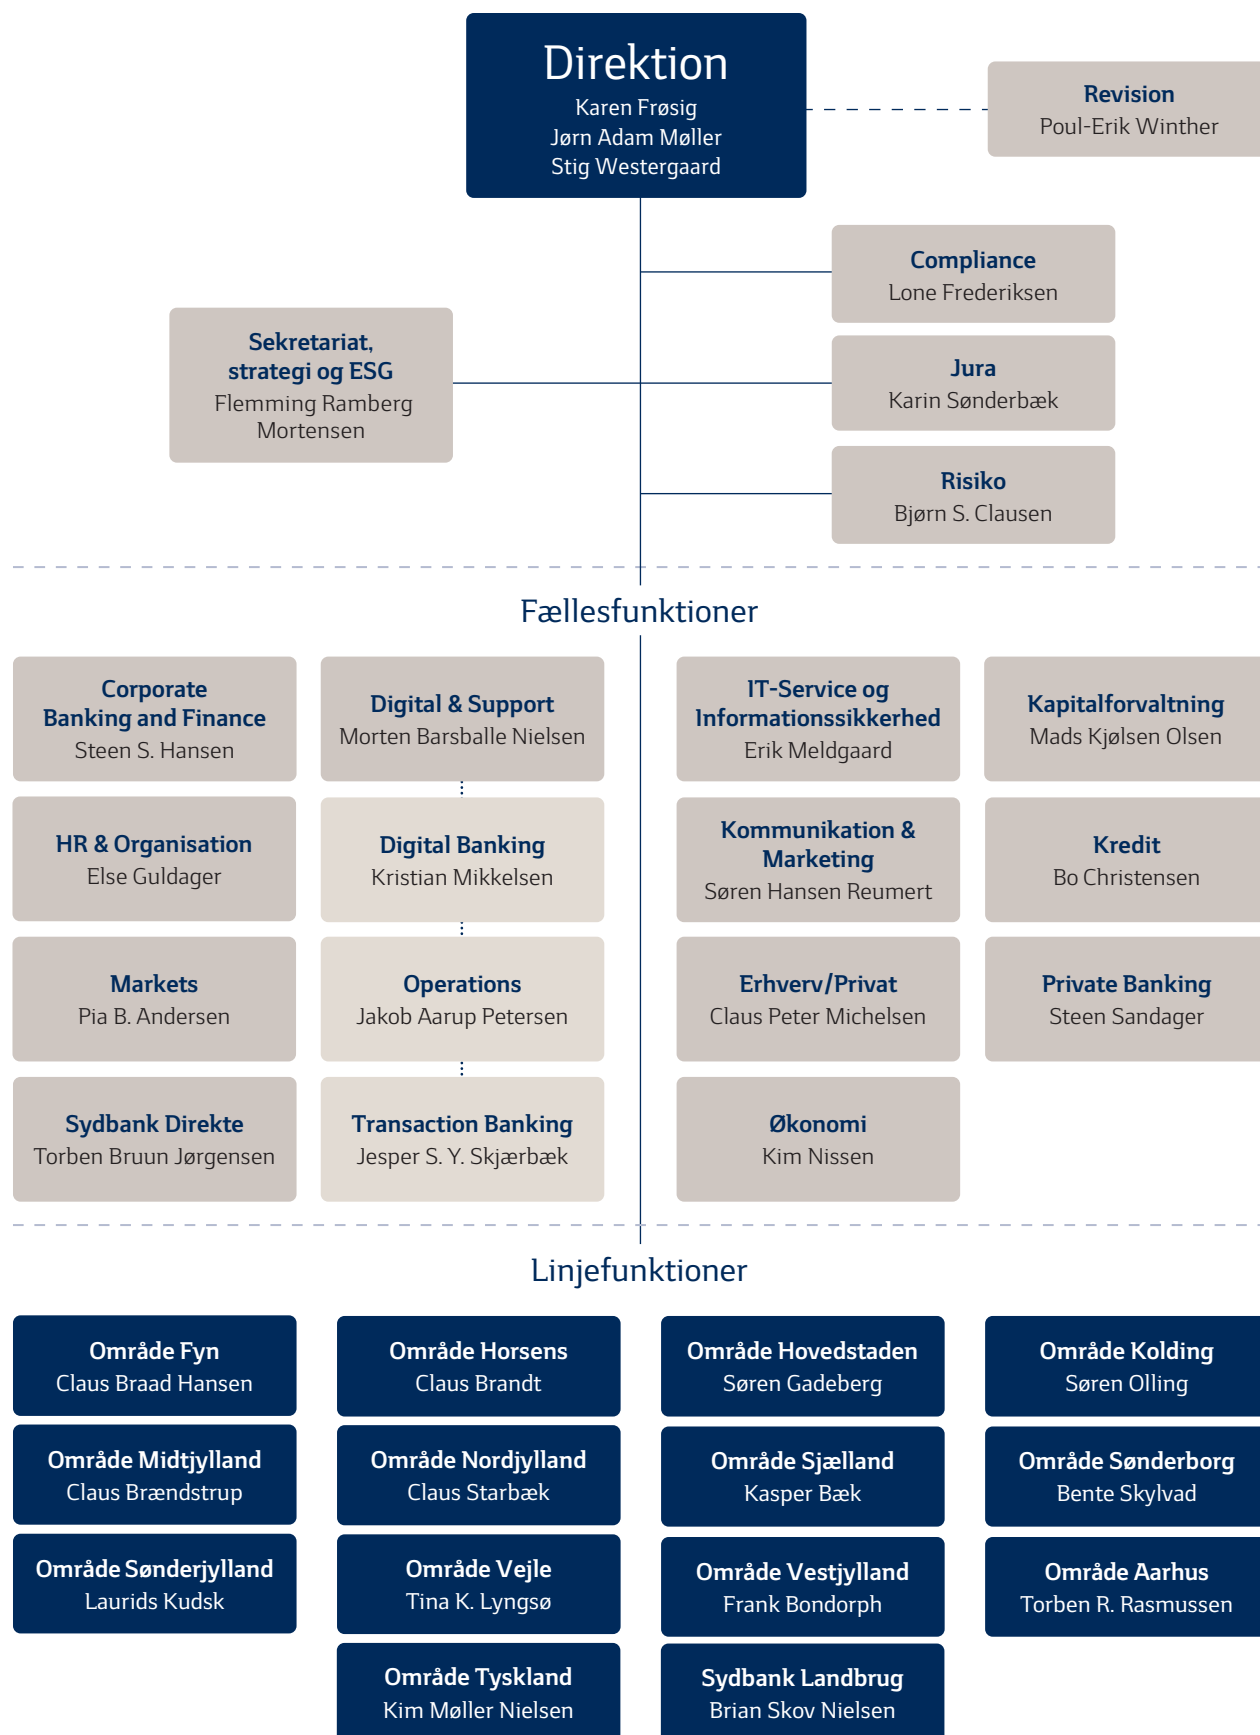 Direktion
Karen Frøsig
Jørn Adam Møller
Stig Westergaard
Revision
Poul-Erik Winther
Compliance
Lone Frederiksen
Sekretariat,
strategi og ESG
Flemming Ramberg
Mortensen
Jura
Karin Sønderbæk
Risiko
Bjørn S. Clausen
Fællesfunktioner
Corporate
Banking and Finance
Steen S. Hansen
Digital & Support
Morten Barsballe Nielsen
IT-Service og
Informationssikkerhed
Erik Meldgaard
Kapitalforvaltning
Mads Kjølsen Olsen
HR & Organisation
Else Guldager
Digital Banking
Kristian Mikkelsen
Kommunikation &
Marketing
Søren Hansen Reumert
Kredit
Bo Christensen
Markets
Pia B. Andersen
Operations
Jakob Aarup Petersen
Erhverv/Privat
Claus Peter Michelsen
Private Banking
Steen Sandager
Sydbank Direkte
Torben Bruun Jørgensen
Transaction Banking
Jesper S. Y. Skjærbæk
Økonomi
Kim Nissen
Linjefunktioner
Område Fyn
Claus Braad Hansen
Område Horsens
Claus Brandt
Område Hovedstaden
Søren Gadeberg
Område Kolding
Søren Olling
Område Midtjylland
Claus Brændstrup
Område Nordjylland
Claus Starbæk
Område Sjælland
Kasper Bæk
Område Sønderborg
Bente Skylvad
Område Sønderjylland
Laurids Kudsk
Område Vejle
Tina K. Lyngsø
Område Vestjylland
Frank Bondorph
Område Aarhus
Torben R. Rasmussen
Område Tyskland
Kim Møller Nielsen
Sydbank Landbrug
Brian Skov Nielsen